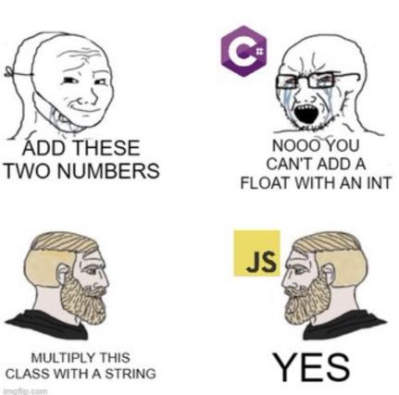 C#
ADD THESE
TWO NUMBERS
NOOO YOU
CAN'T ADD A
FLOAT WITH AN INT
JS
MULTIPLY THIS
CLASS WITH A STRING
YES
imgflip.com